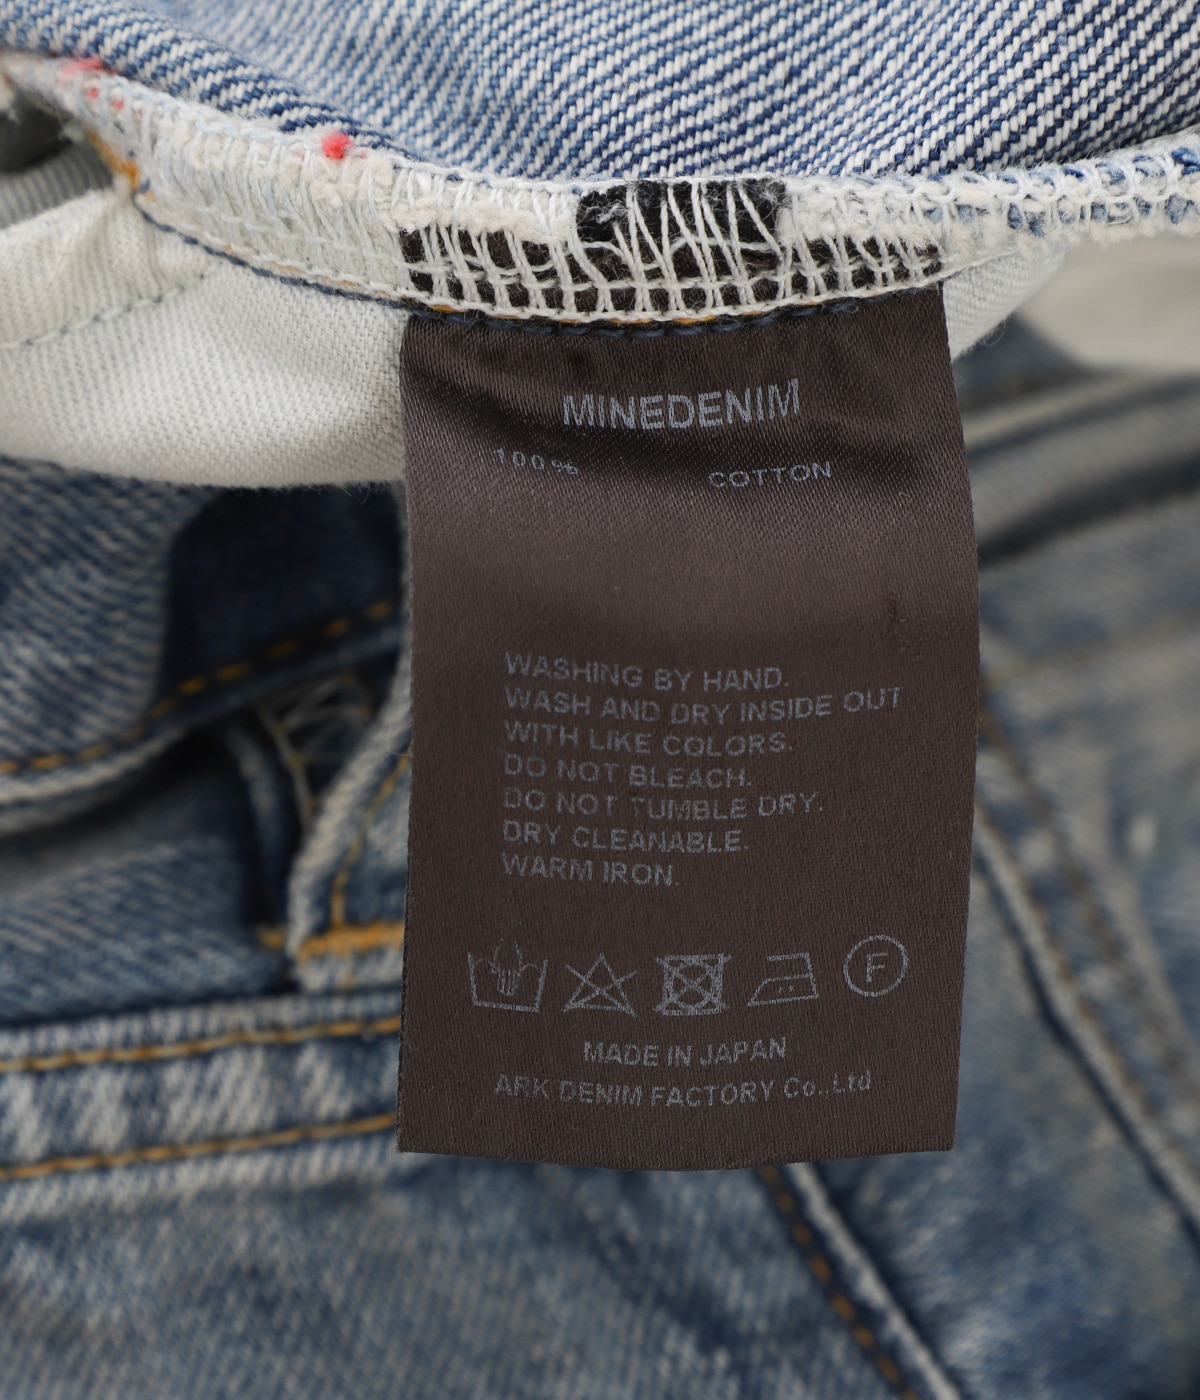 MINEDENIM
100% COTTON
WASHING BY HAND.
WASH AND DRY INSIDE OUT
WITH LIKE COLORS.
DO NOT BLEACH.
DO NOT TUMBLE DRY.
DRY CLEANABLE.
WARM IRON.
F
MADE IN JAPAN
ARK DENIM FACTORY Co.,Ltd